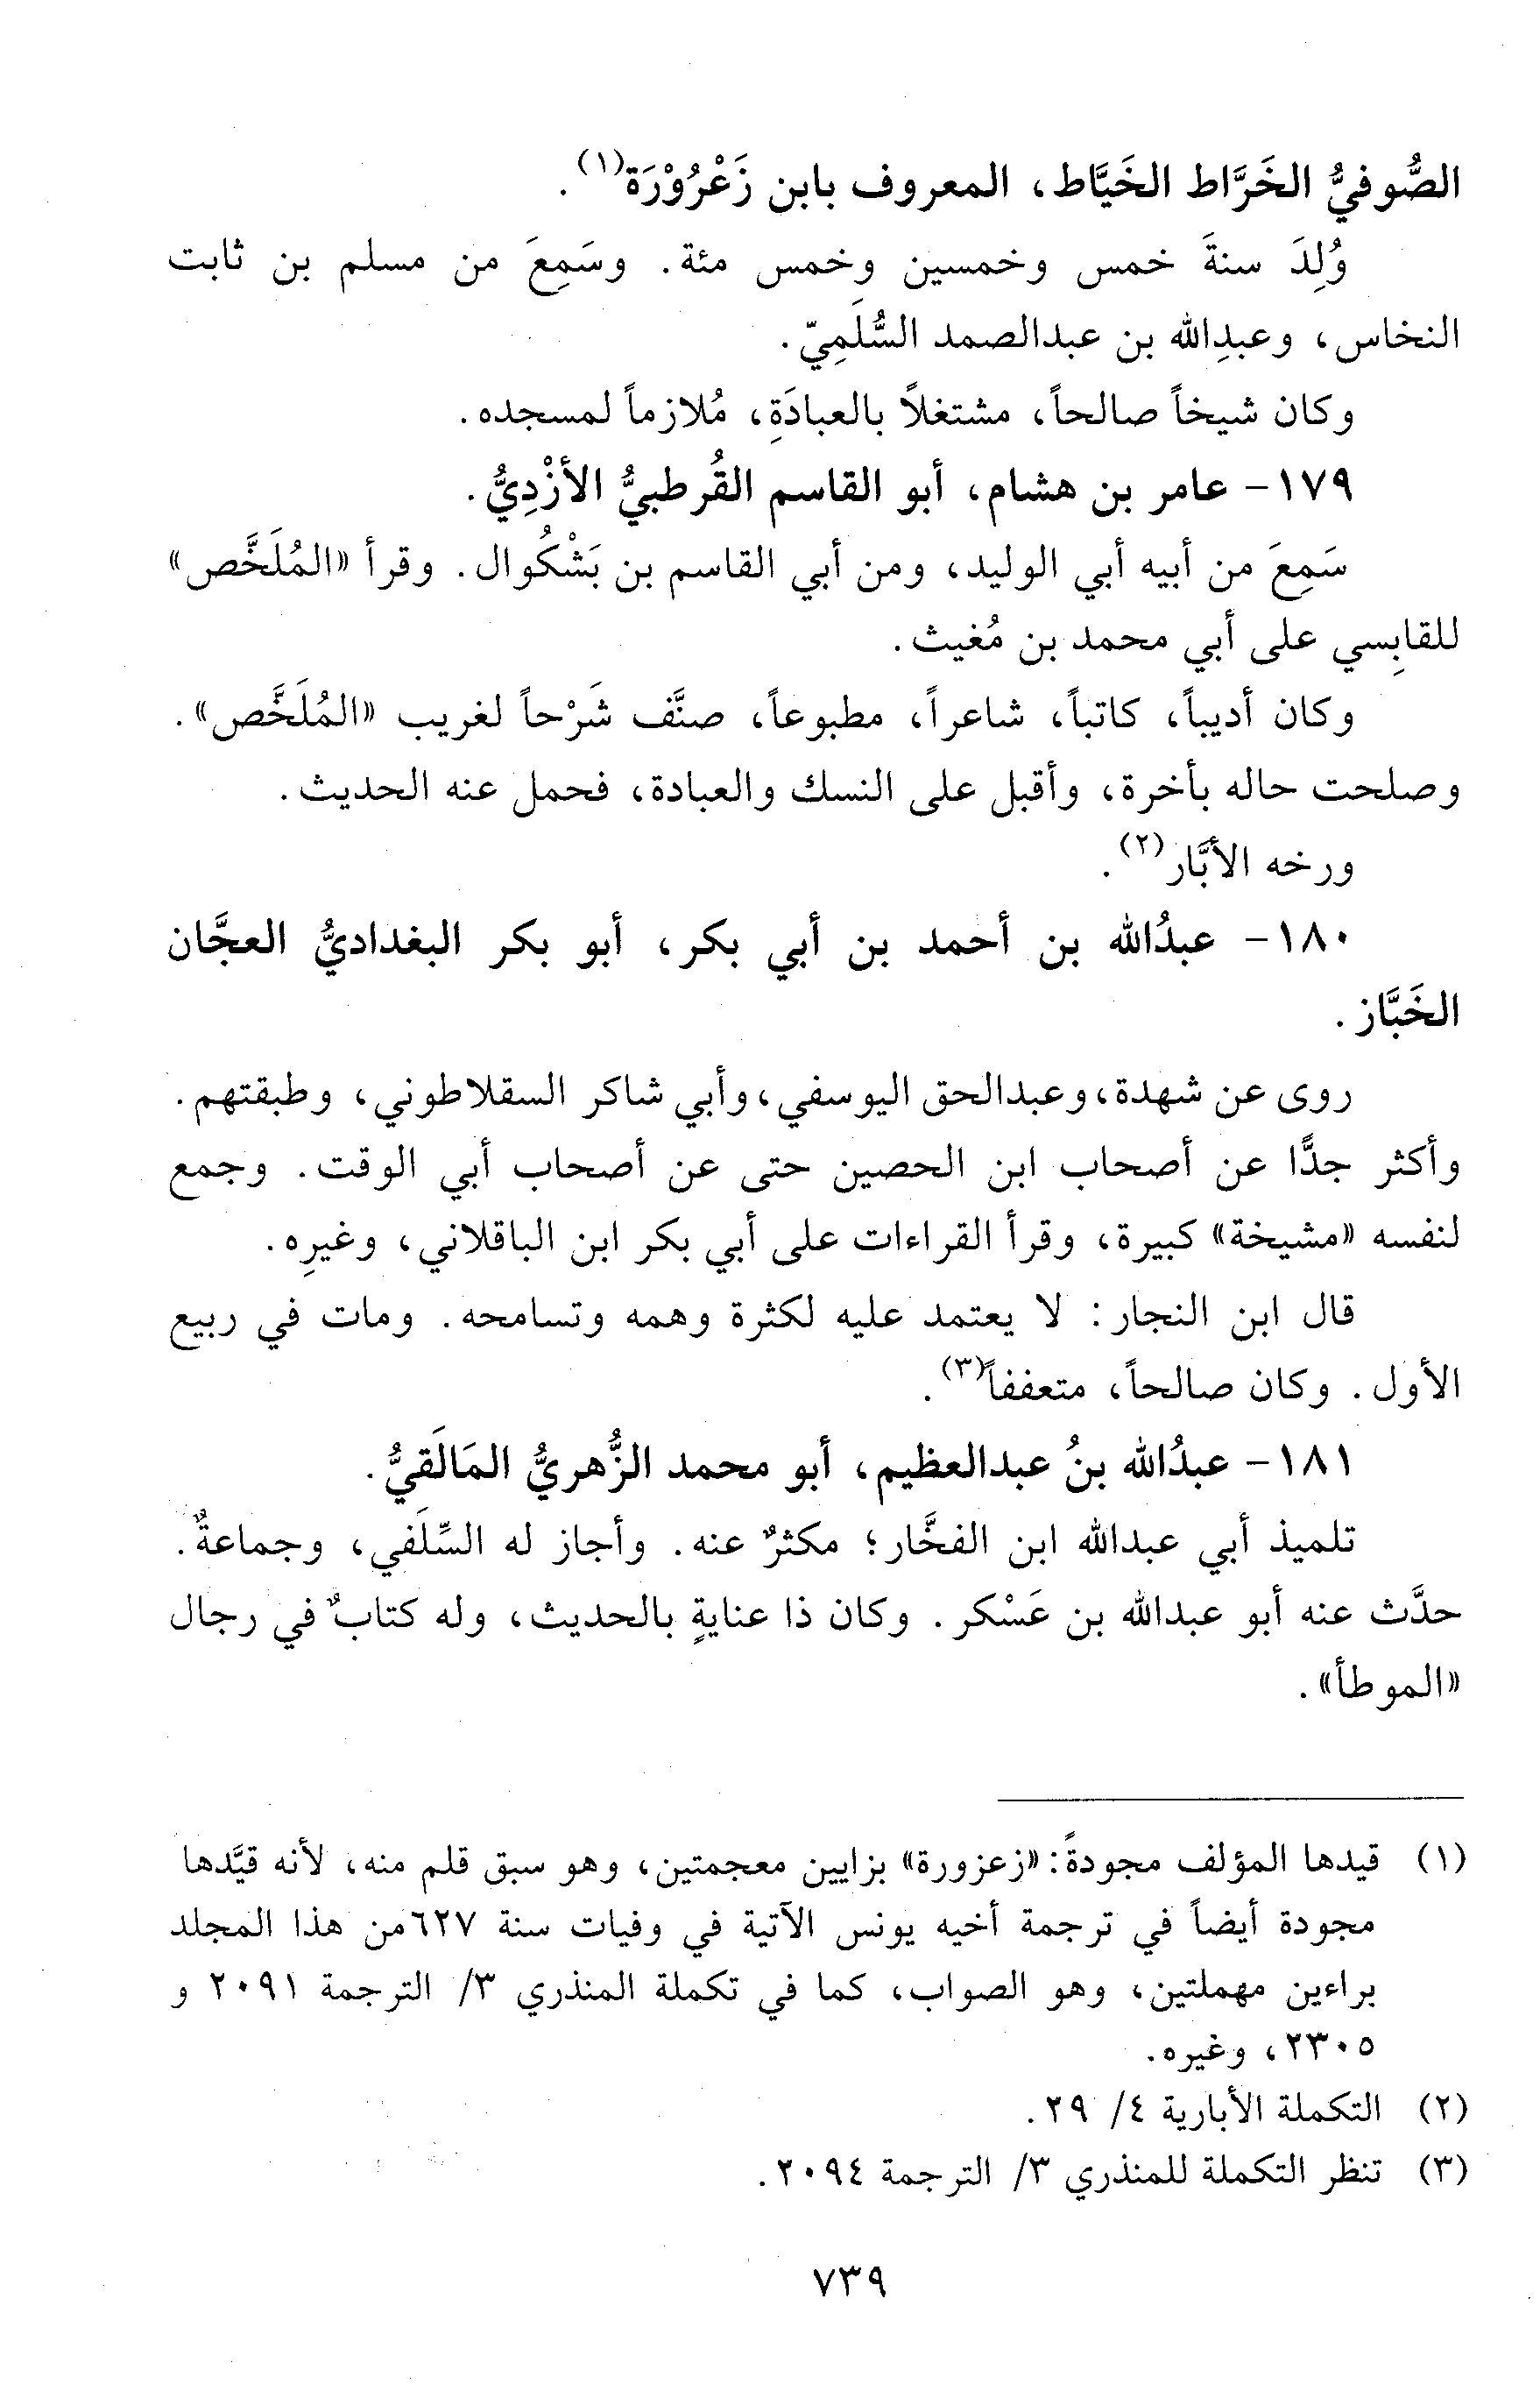 الصُّوفيُّ الخَرَّاط الخَيَّاط، المعروف بابن زَعْرُوْرَة(١).
وُلِدَ سنةَ خمس وخمسين وخمس مئة. وسَمِعَ من مسلم بن ثابت
النخاس، وعبدِالله بن عبدالصمد السُّلَمِيّ.
وكان شيخاً صالحاً، مشتغلاً بالعبادَةِ، مُلازماً لمسجده.
١٧٩- عامر بن هشام، أبو القاسم القُرطبيُّ الأزْدِيُّ.
سَمِعَ من أبيه أبي الوليد، ومن أبي القاسم بن بَشْكُوال. وقرأ «المُلَخَّص»
للقابِسي على أبي محمد بن مُغيث.
وكان أديباً، كاتباً، شاعراً، مطبوعاً، صنَّف شَرْحاً لغريب «المُلَخَّص».
وصلحت حاله بأخرة، وأقبل على النسك والعبادة، فحمل عنه الحديث.
ورخه الأبَّار(٢).
١٨٠- عبدُالله بن أحمد بن أبي بكر، أبو بكر البغداديُّ العجَّان
الخَبَّاز.
روى عن شهدة، وعبدالحق اليوسفي، وأبي شاكر السقلاطوني، وطبقتهم.
وأكثر جدًّا عن أصحاب ابن الحصين حتى عن أصحاب أبي الوقت. وجمع
لنفسه «مشيخة» كبيرة، وقرأ القراءات على أبي بكر ابن الباقلاني، وغيرِه.
قال ابن النجار: لا يعتمد عليه لكثرة وهمه وتسامحه. ومات في ربيع
الأول. وكان صالحاً، متعففاً(٣).
١٨١- عبدُالله بنُ عبدالعظيم، أبو محمد الزُّهريُّ المَالَقيُّ.
تلميذ أبي عبدالله ابن الفخَّار؛ مكثرٌ عنه. وأجاز له السِّلَفي، وجماعةٌ.
حدَّث عنه أبو عبدالله بن عَسْكر. وكان ذا عنايةٍ بالحديث، وله كتابٌ في رجال
«الموطأ».
(١) قيدها المؤلف مجودةً: «زعزورة» بزايين معجمتين، وهو سبق قلم منه، لأنه قيَّدها
مجودة أيضاً في ترجمة أخيه يونس الآتية في وفيات سنة ٦٢٧من هذا المجلد
براءين مهملتين، وهو الصواب، كما في تكملة المنذري ٣/ الترجمة ٢٠٩١ و
٢٣٠٥، وغيره.
(٢) التكملة الأبارية ٤/ ٢٩.
(٣) تنظر التكملة للمنذري ٣/ الترجمة ٢٠٩٤.
٧٣٩